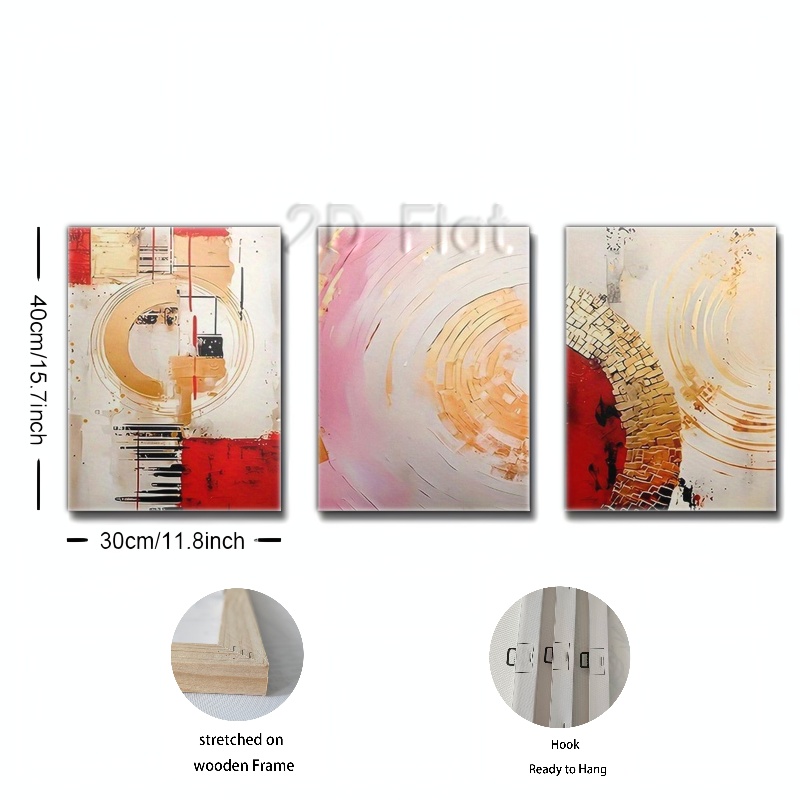 2D Flat
40cm/15.7inch
30cm/11.8inch
stretched on
wooden Frame
Hook
Ready to Hang